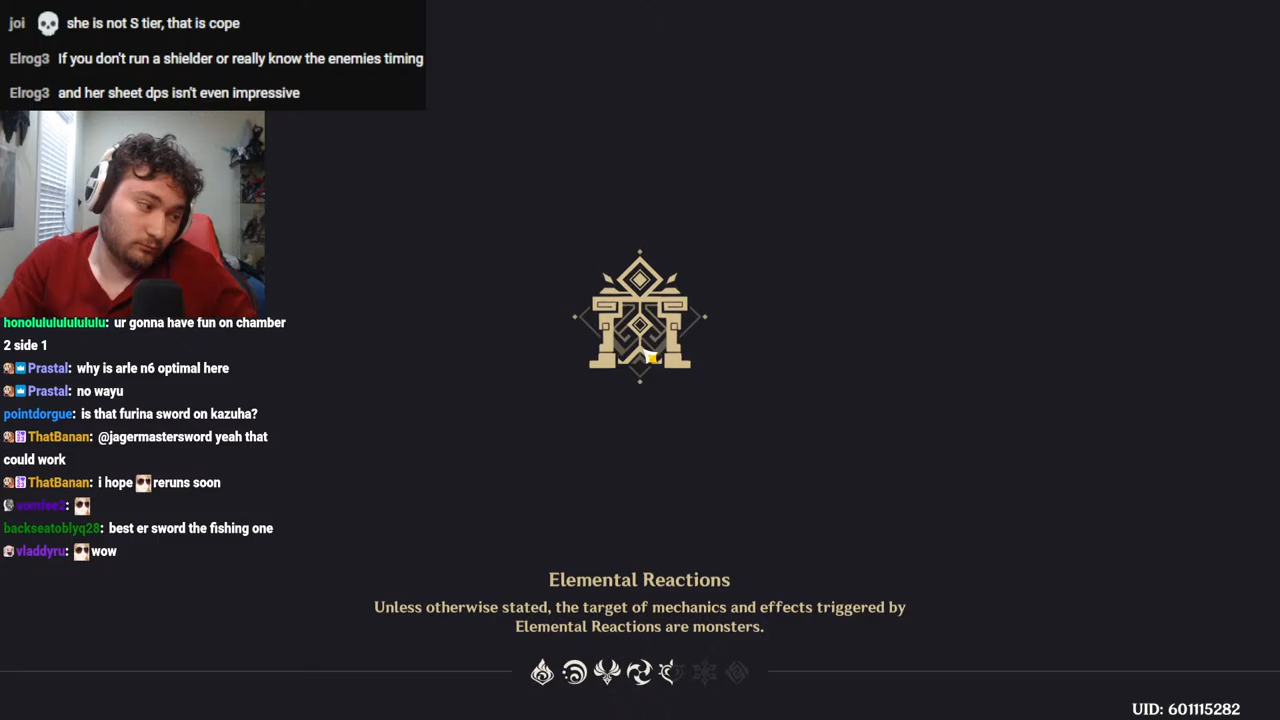 joi she is not S tier, that is cope
Elrog3 If you don't run a shielder or really know the enemies timing
Elrog3 and her sheet dps isn't even impressive
honolululululululu: ur gonna have fun on chamber
2 side 1
Prastal: why is arle n6 optimal here
Prastal: no wayu
pointdorgue: is that furina sword on kazuha?
ThatBanan: @jagermastersword yeah that
could work
ThatBanan: i hope reruns soon
backseatoblyq28: best er sword the fishing one
vladdyru: wow
Elemental Reactions
Unless otherwise stated, the target of mechanics and effects triggered by
Elemental Reactions are monsters.
UID: 601115282